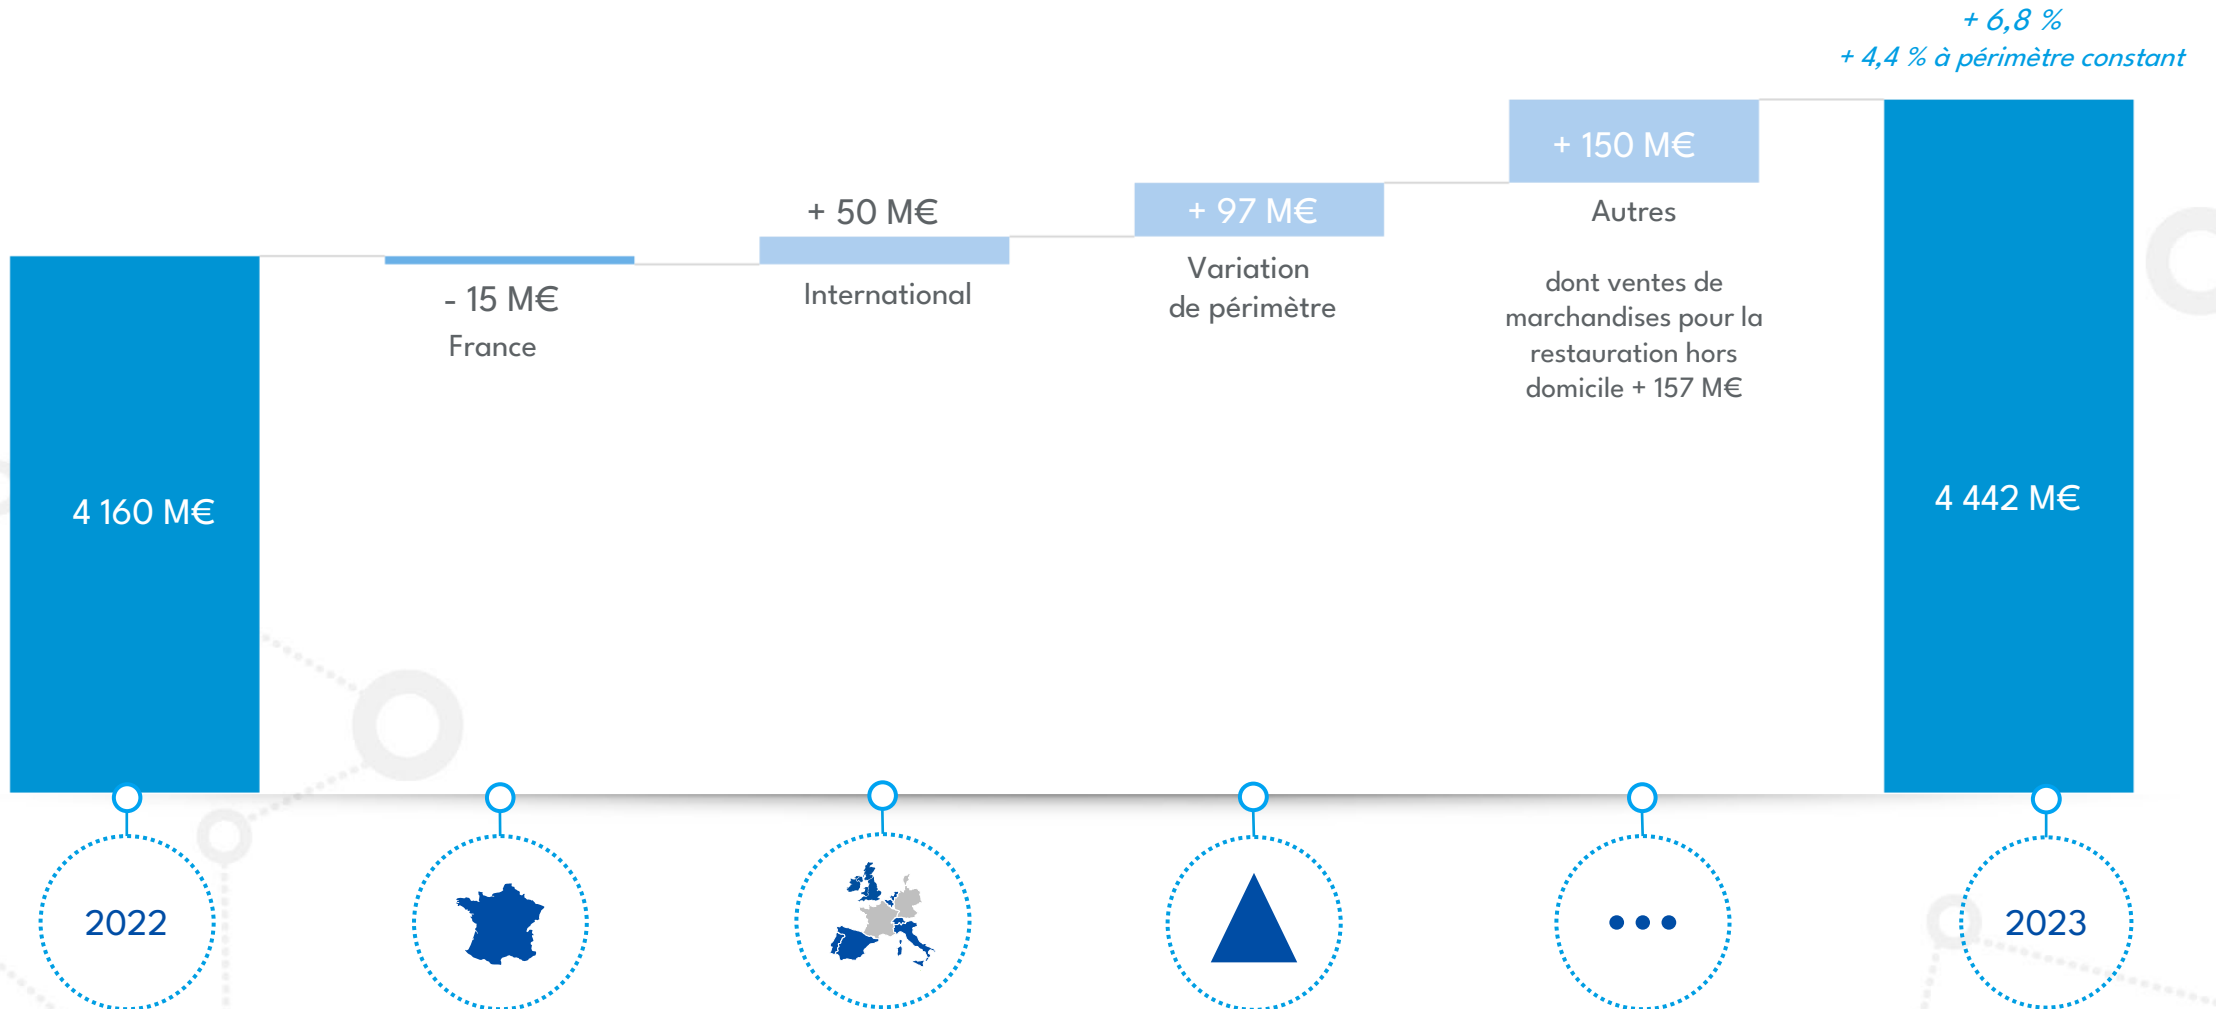 + 6,8 %
+ 4,4 % à périmètre constant
4 160 M€
- 15 M€
France
+ 50 M€
International
+ 97 M€
Variation
de périmètre
+ 150 M€
Autres
dont ventes de
marchandises pour la
restauration hors
domicile + 157 M€
4 442 M€
2022
2023